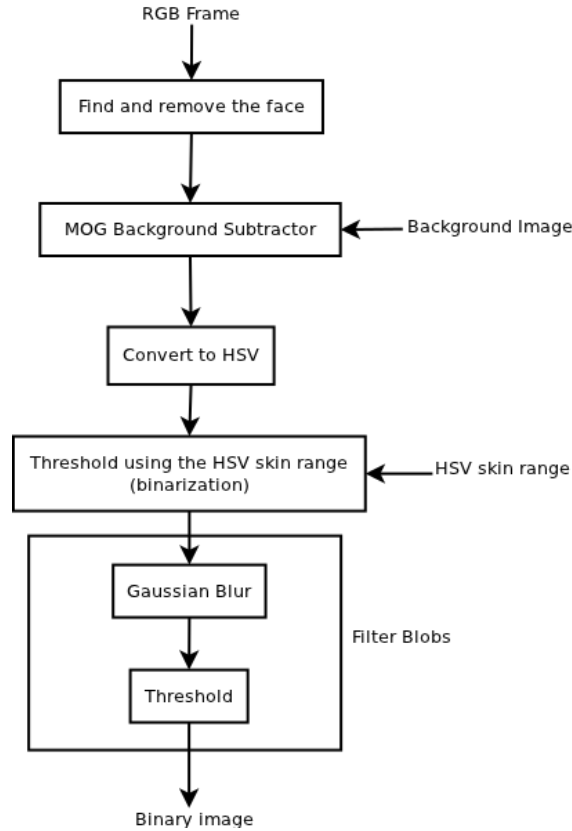 RGB Frame
Find and remove the face
MOG Background Subtractor
Background Image
Convert to HSV
Threshold using the HSV skin range
(binarization)
HSV skin range
Gaussian Blur
Filter Blobs
Threshold
Binary image